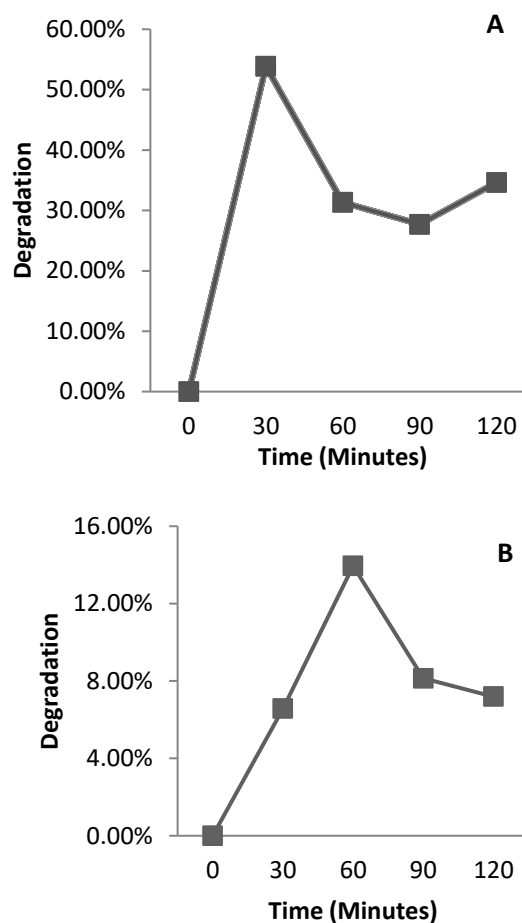 A
60.00%
50.00%
40.00%
30.00%
20.00%
10.00%
0.00%
Degradation
0 30 60 90 120
Time (Minutes)
B
16.00%
12.00%
8.00%
4.00%
0.00%
Degradation
0 30 60 90 120
Time (Minutes)